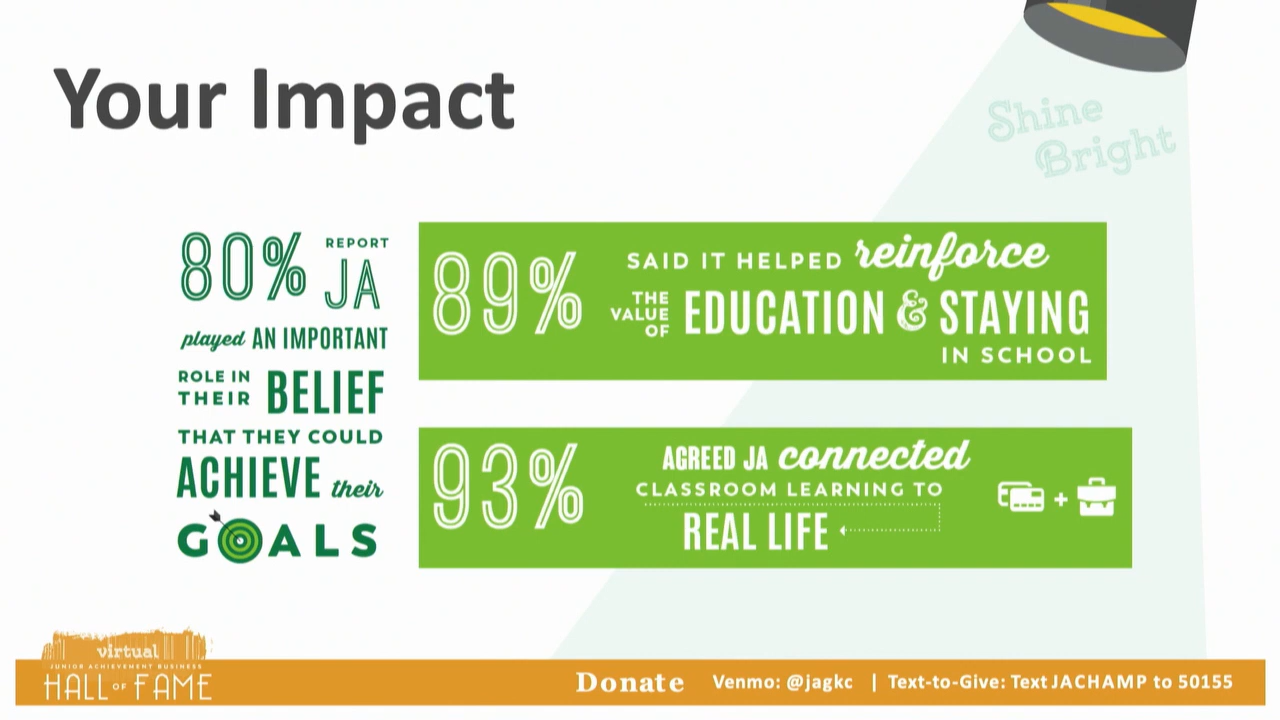 Your Impact
Shine
Bright
80% REPORT
JA
played AN IMPORTANT
ROLE IN
THEIR BELIEF
THAT THEY COULD
ACHIEVE their
GOALS
89% SAID IT HELPED reinforce
THE VALUE OF EDUCATION & STAYING
IN SCHOOL
93% AGREED JA connected
CLASSROOM LEARNING TO
REAL LIFE
virtual
JUNIOR ACHIEVEMENT BUSINESS
HALL OF FAME
Donate Venmo: @jagkc | Text-to-Give: Text JACHAMP to 50155